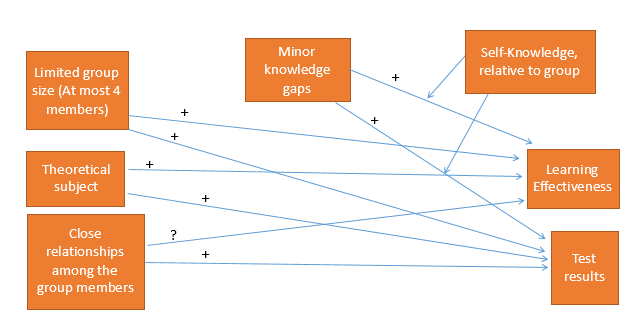 Limited group
size (At most 4
members)
Minor
knowledge
gaps
Self-Knowledge,
relative to group
+
+
+
+
Theoretical
subject
+
+
Learning
Effectiveness
Close
relationships
among the
group members
?
+
Test
results